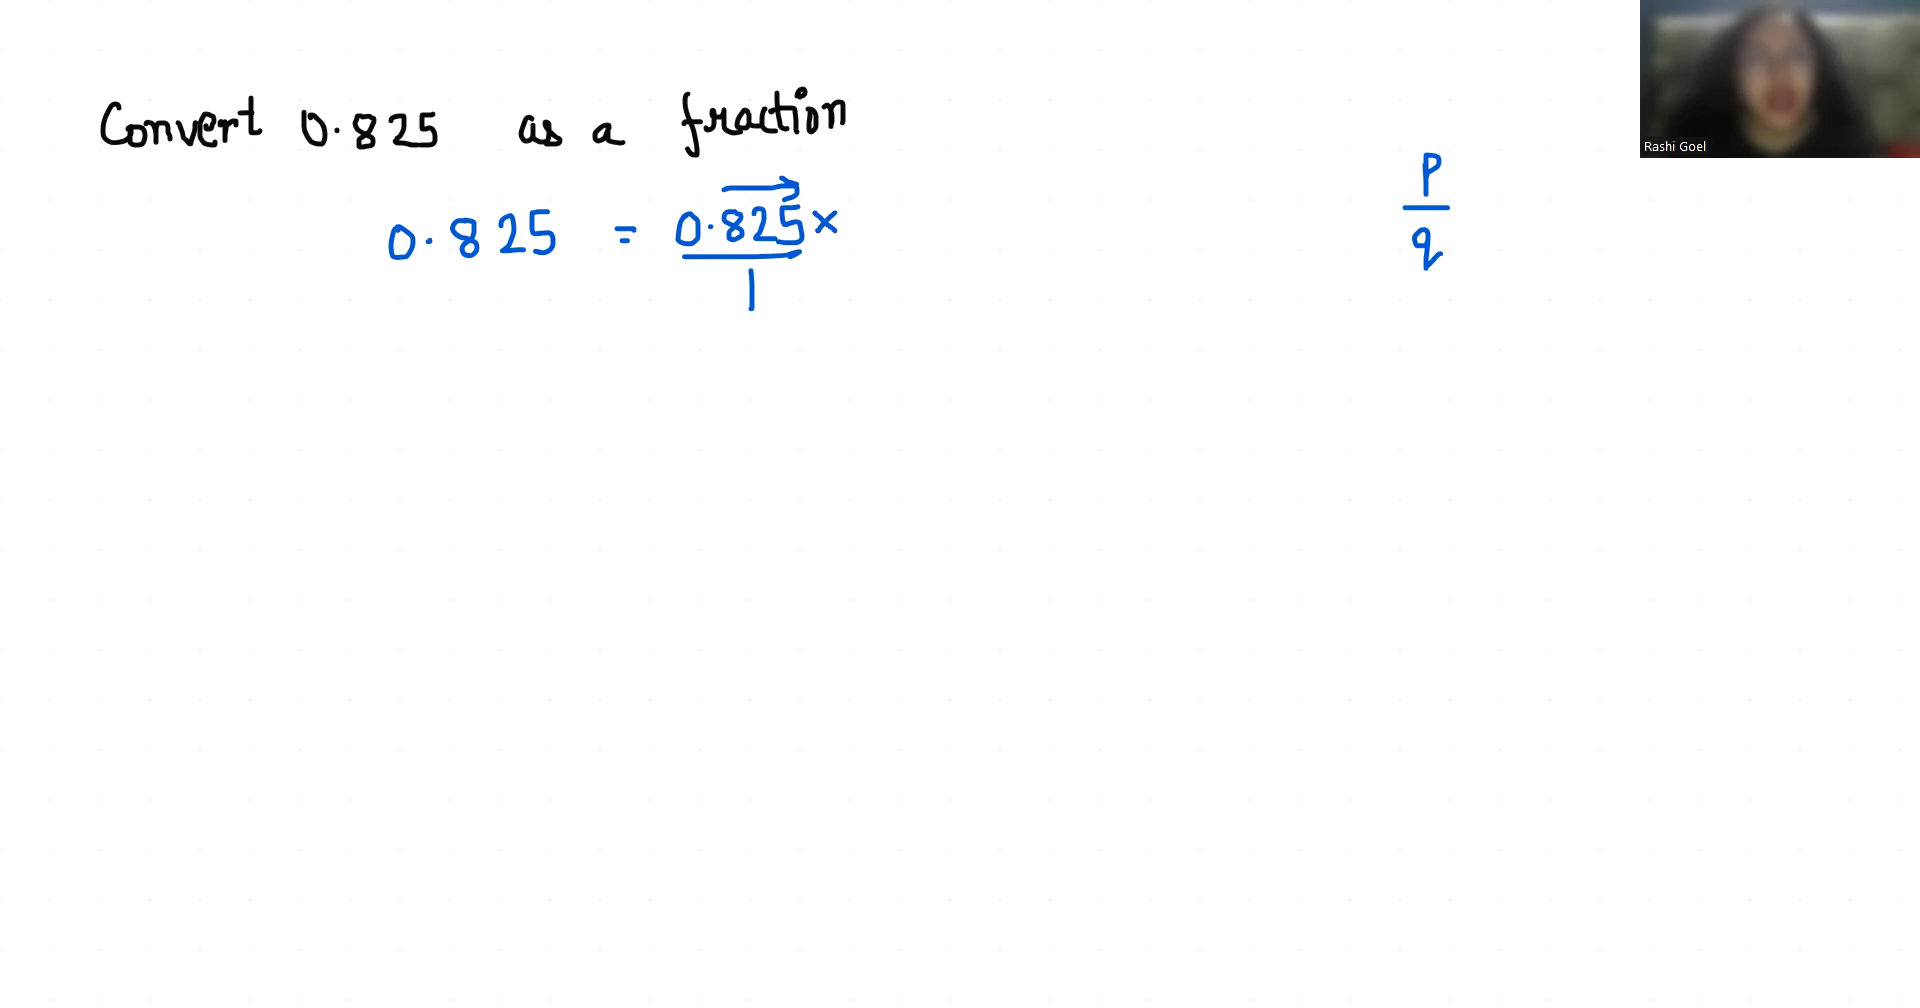 Convert 0.825 as a fraction
0.825 = 0.825 ×
1
P
q
Rashi Goel